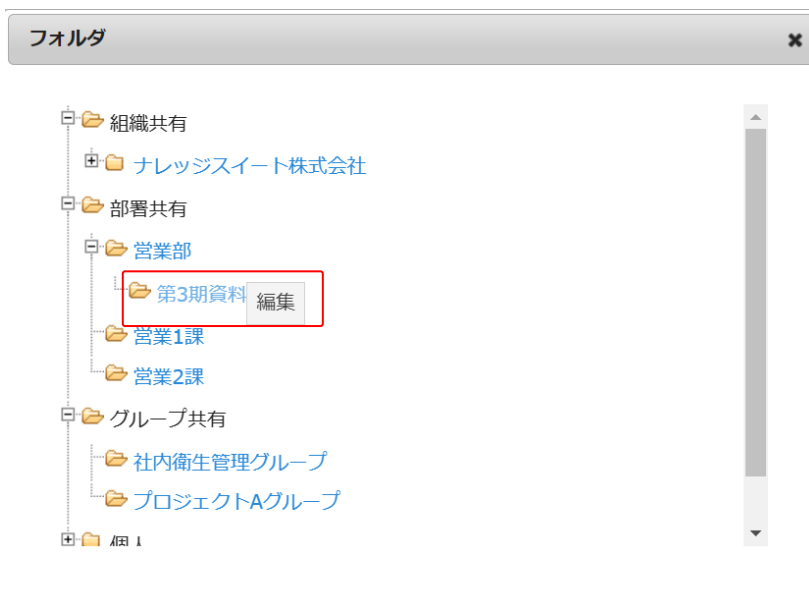 フォルダ
組織共有
ナレッジスイート株式会社
部署共有
営業部
第3期資料 編集
営業1課
営業2課
グループ共有
社内衛生管理グループ
プロジェクトAグループ
個人